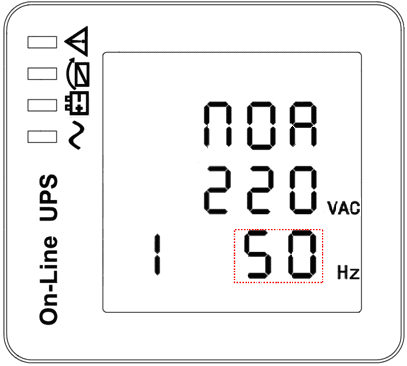 NOA
220 VAC
1 50 Hz
On-Line UPS